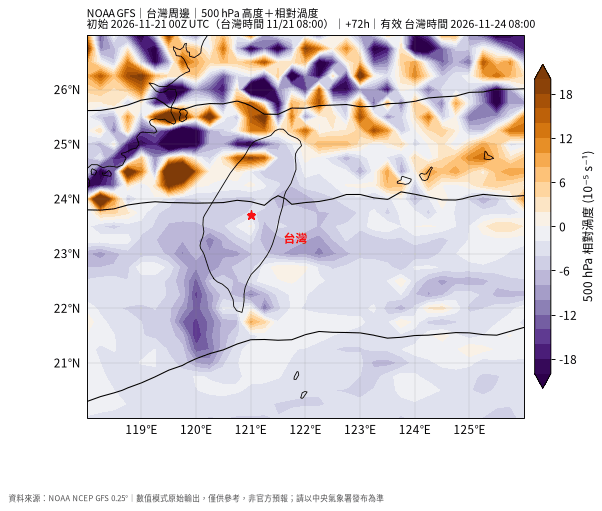 NOAA GFS｜台灣周邊｜500 hPa 高度＋相對渦度
初始 2026-11-21 00Z UTC（台灣時間 11/21 08:00）｜+72h｜有效 台灣時間 2026-11-24 08:00
26°N
25°N
24°N
23°N
22°N
21°N
119°E
120°E
121°E
122°E
123°E
124°E
125°E
台灣
18
12
6
0
-6
-12
-18
500 hPa 相對渦度 (10⁻⁵ s⁻¹)
資料來源：NOAA NCEP GFS 0.25°｜數值模式原始輸出，僅供參考，非官方預報；請以中央氣象署發布為準